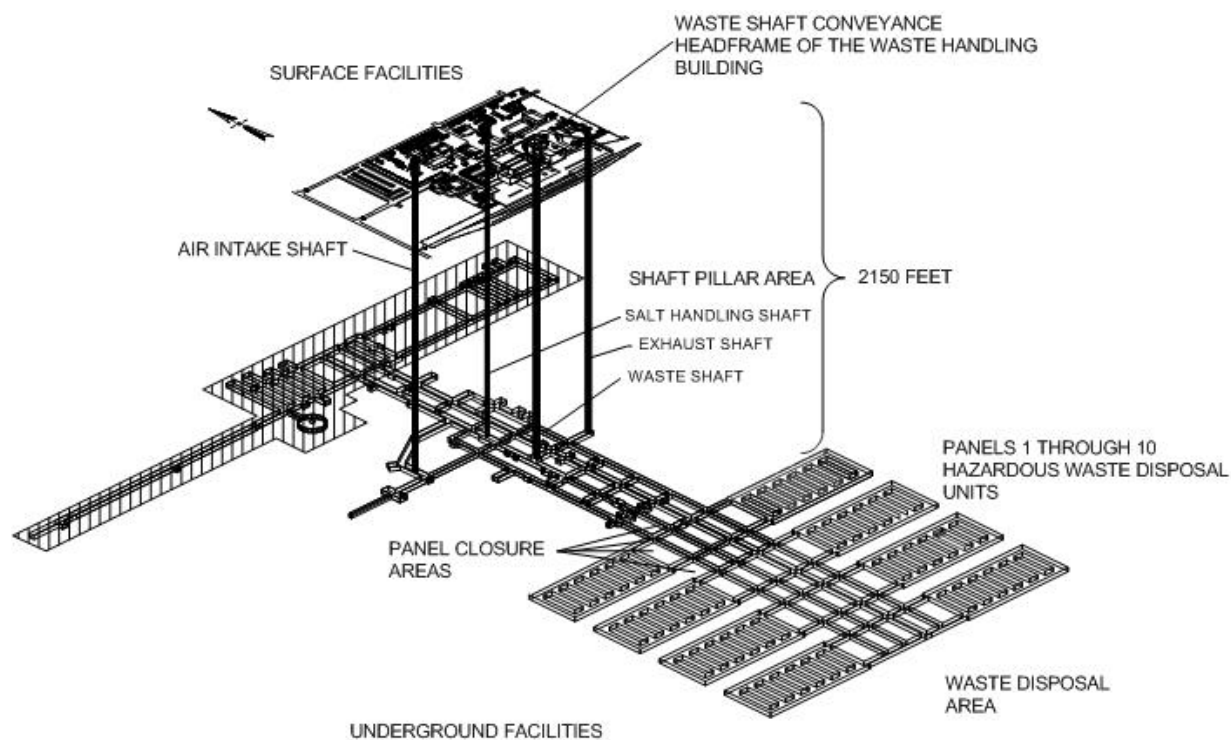 WASTE SHAFT CONVEYANCE
HEADFRAME OF THE WASTE HANDLING
BUILDING
SURFACE FACILITIES
AIR INTAKE SHAFT
SHAFT PILLAR AREA
2150 FEET
SALT HANDLING SHAFT
EXHAUST SHAFT
WASTE SHAFT
PANELS 1 THROUGH 10
HAZARDOUS WASTE DISPOSAL
UNITS
PANEL CLOSURE
AREAS
WASTE DISPOSAL
AREA
UNDERGROUND FACILITIES